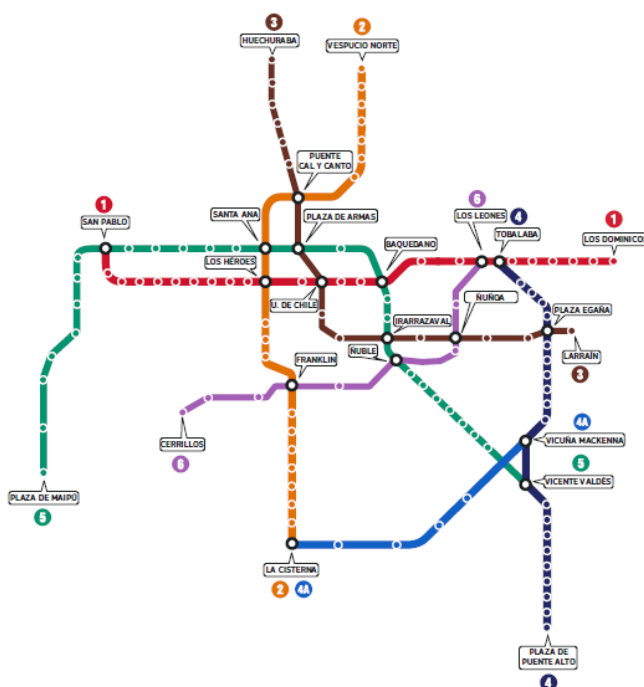 3
HUECHURABA
2
VESPUCIO NORTE
PUENTE
CAL Y CANTO
1
SAN PABLO
SANTA ANA
PLAZA DE ARMAS
6
LOS LEONES
4
TOBALABA
1
LOS DOMINICOS
BAQUEDANO
LOS HÉROES
U. DE CHILE
IRARRAZAVAL
ÑUÑOA
PLAZA EGAÑA
ÑUBLE
LARRAÍN
3
FRANKLIN
CERRILLOS
6
4A
VICUÑA MACKENNA
5
VICENTE VALDÉS
PLAZA DE MAIPÚ
5
LA CISTERNA
2 4A
PLAZA DE
PUENTE ALTO
4